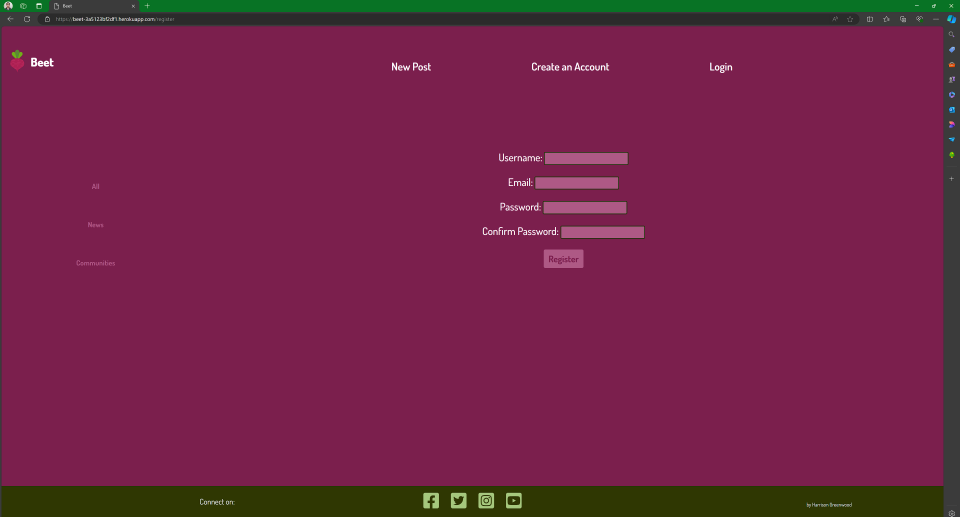 Beet
https://beet-3a5123bf2df1.herokuapp.com/register
Beet
New Post
Create an Account
Login
Username:
Email:
Password:
Confirm Password:
Register
All
News
Communities
Connect on:
by Harrison Greenwood